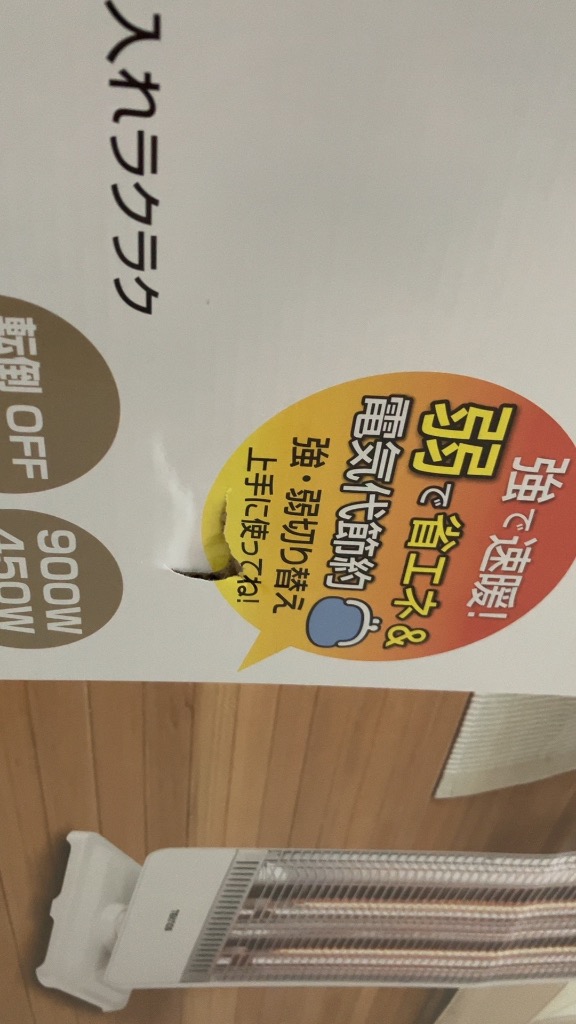 入れラクラク
強で速暖!
弱で省エネ&
電気代節約
強・弱切り替え
上手に使ってね!
転倒OFF
900W
450W